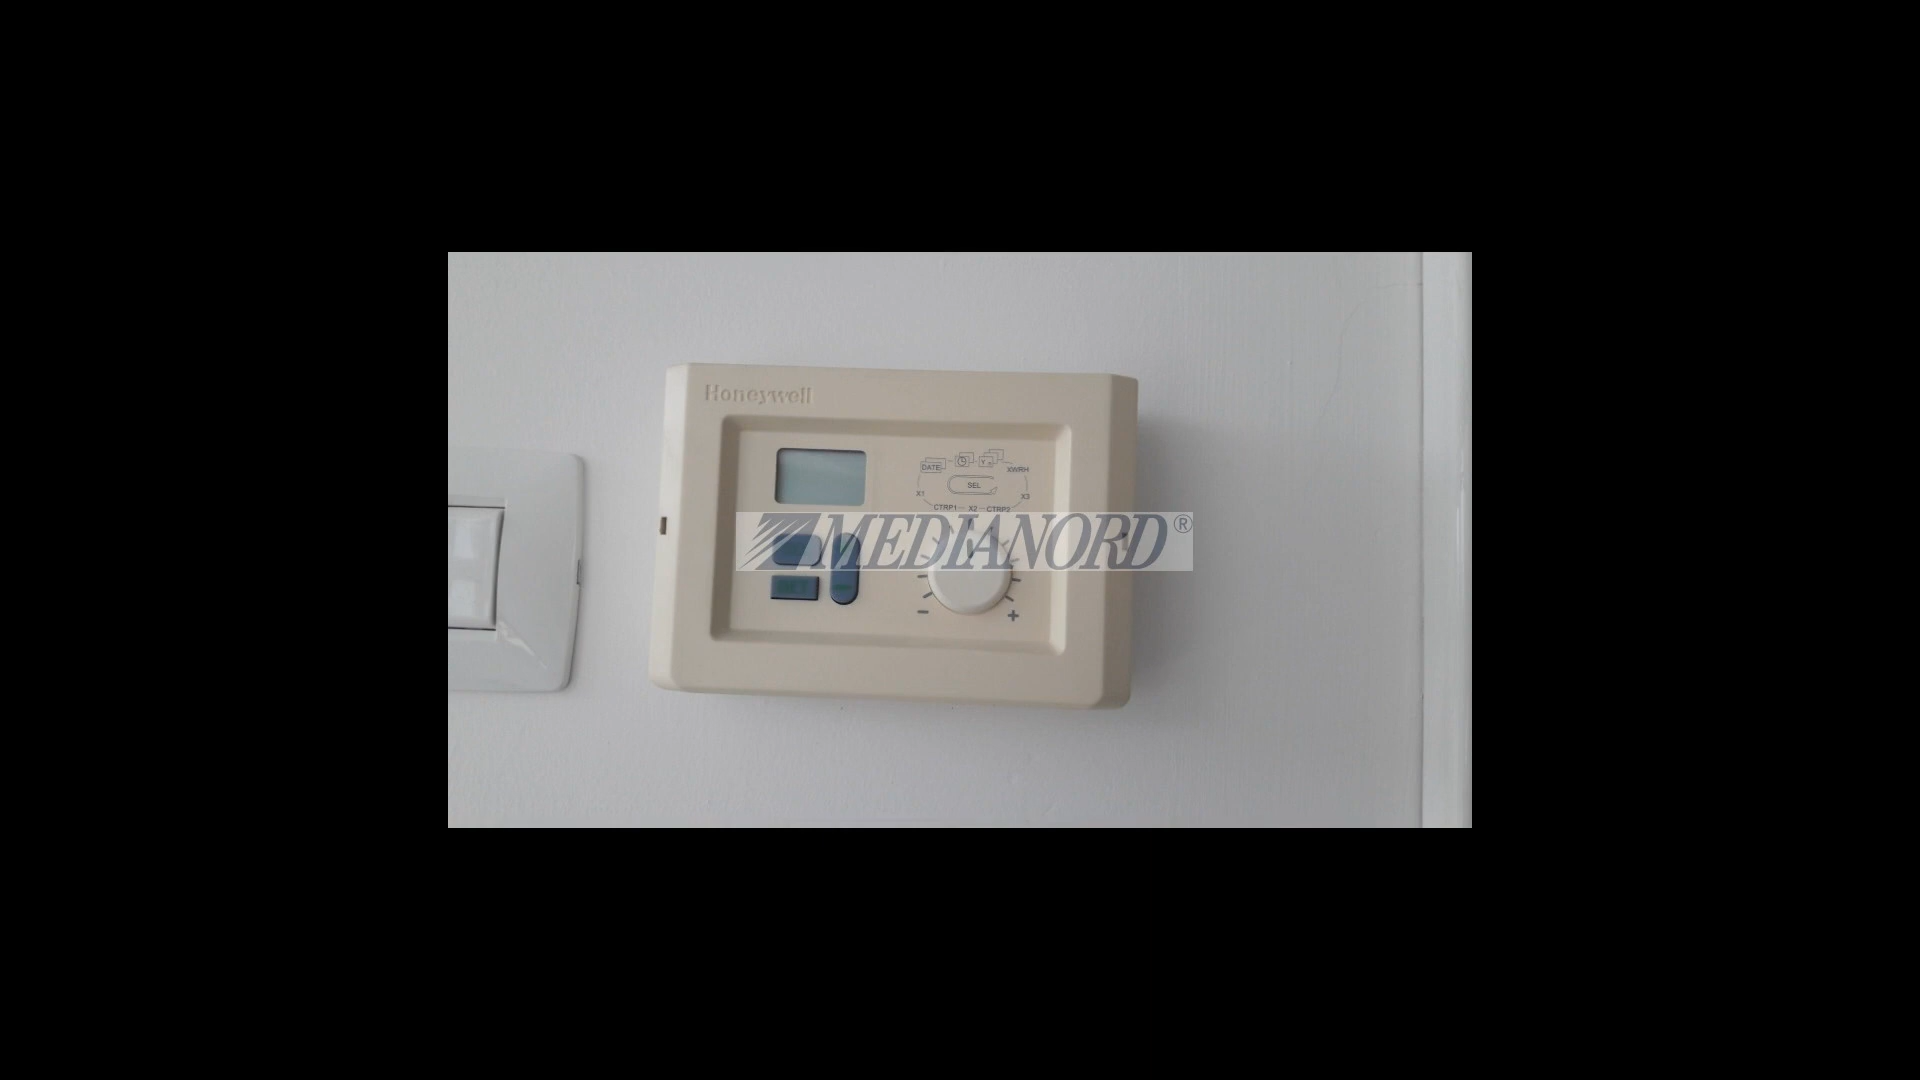 Honeywell
DATE
XWRH
SEL
X1
X3
CTRP1 X2 CTRP2
MEDIANORD®
- +